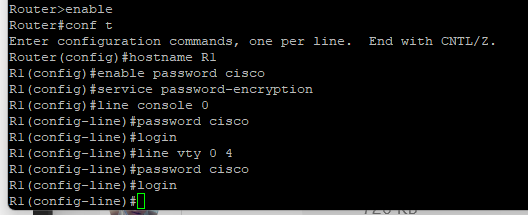 Router>enable
Router#conf t
Enter configuration commands, one per line.  End with CNTL/Z.
Router(config)#hostname R1
R1(config)#enable password cisco
R1(config)#service password-encryption
R1(config)#line console 0
R1(config-line)#password cisco
R1(config-line)#login
R1(config-line)#line vty 0 4
R1(config-line)#password cisco
R1(config-line)#login
R1(config-line)#